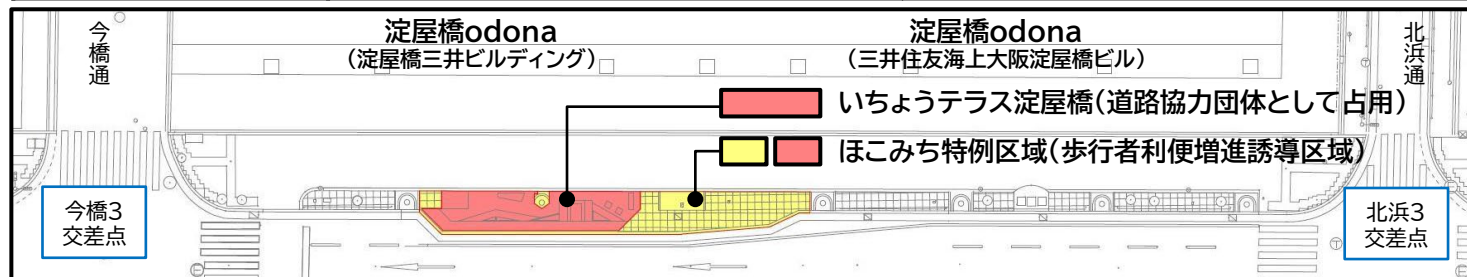 今橋通
淀屋橋odona
(淀屋橋三井ビルディング)
淀屋橋odona
(三井住友海上大阪淀屋橋ビル)
北浜通
いちょうテラス淀屋橋(道路協力団体として占用)
ほこみち特例区域(歩行者利便増進誘導区域)
今橋3
交差点
北浜3
交差点